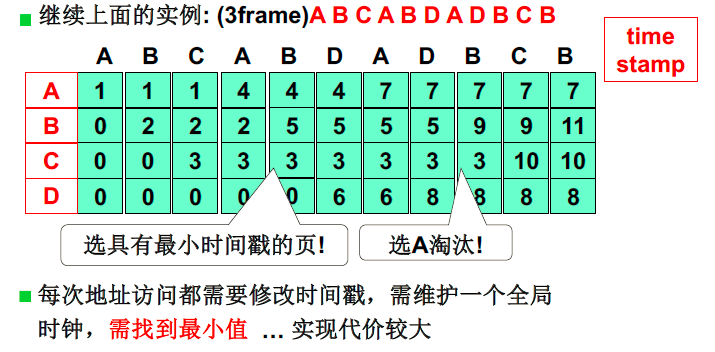 继续上面的实例: (3frame)A B C A B D A D B C B
time
stamp
A B C A B D A D B C B
A 1 1 1 4 4 4 7 7 7 7 7
B 0 2 2 2 5 5 5 5 9 9 11
C 0 0 3 3 3 3 3 3 3 10 10
D 0 0 0 0 0 6 6 8 8 8 8
选具有最小时间戳的页!
选A淘汰!
每次地址访问都需要修改时间戳，需维护一个全局
时钟，需找到最小值 … 实现代价较大